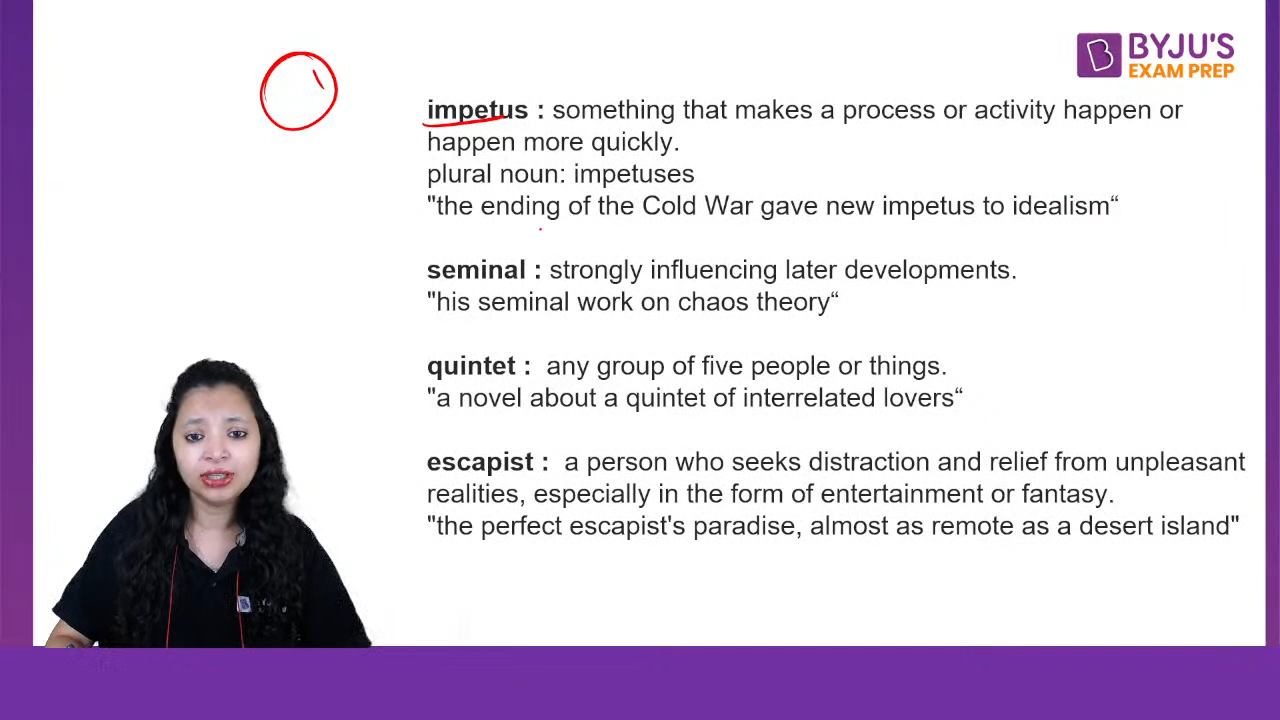 BYJU'S
EXAM PREP
impetus : something that makes a process or activity happen or
happen more quickly.
plural noun: impetuses
"the ending of the Cold War gave new impetus to idealism“
seminal : strongly influencing later developments.
"his seminal work on chaos theory“
quintet : any group of five people or things.
"a novel about a quintet of interrelated lovers“
escapist : a person who seeks distraction and relief from unpleasant
realities, especially in the form of entertainment or fantasy.
"the perfect escapist's paradise, almost as remote as a desert island"